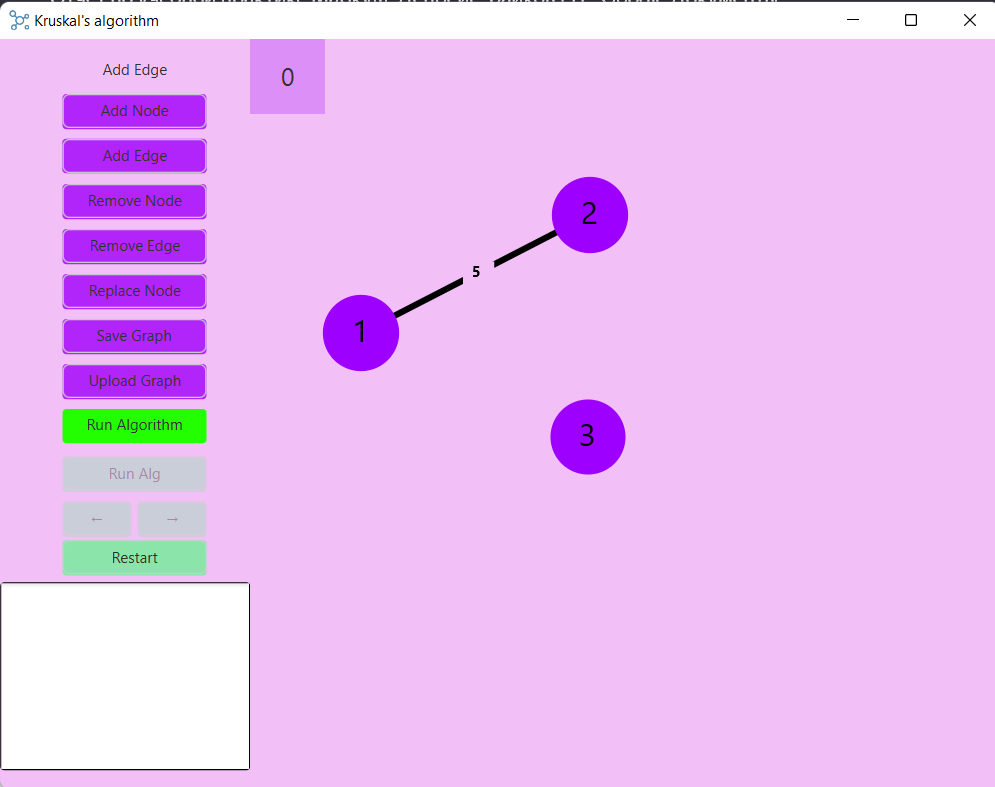 Kruskal's algorithm
Add Edge
0
Add Node
Add Edge
Remove Node
Remove Edge
Replace Node
Save Graph
Upload Graph
Run Algorithm
Run Alg
← →
Restart
2
5
1
3